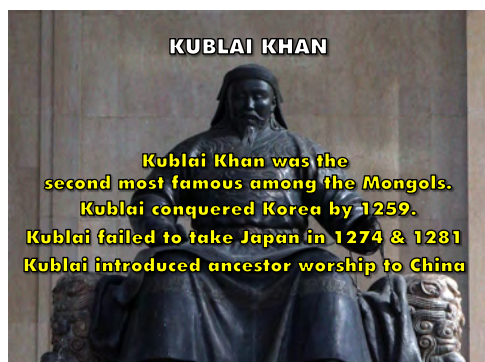 KUBLAI KHAN
Kublai Khan was the
second most famous among the Mongols.
Kublai conquered Korea by 1259.
Kublai failed to take Japan in 1274 & 1281
Kublai introduced ancestor worship to China